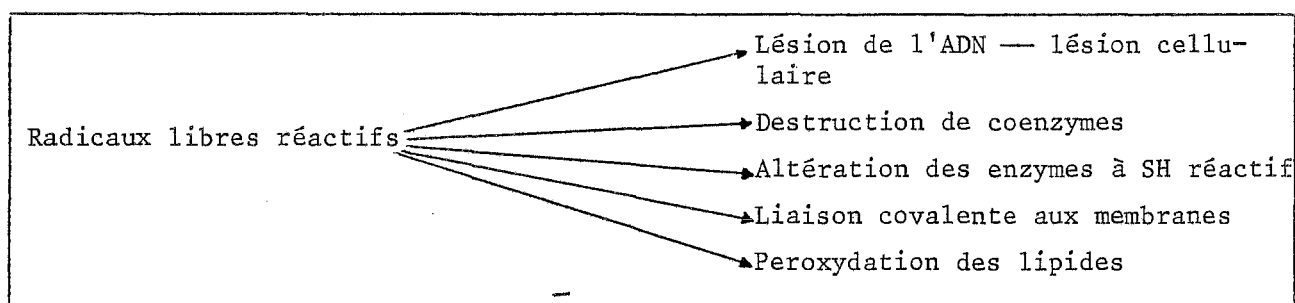 Lésion de l'ADN — lésion cellu-
laire
Radicaux libres réactifs
Destruction de coenzymes
Altération des enzymes à SH réactif
Liaison covalente aux membranes
Peroxydation des lipides